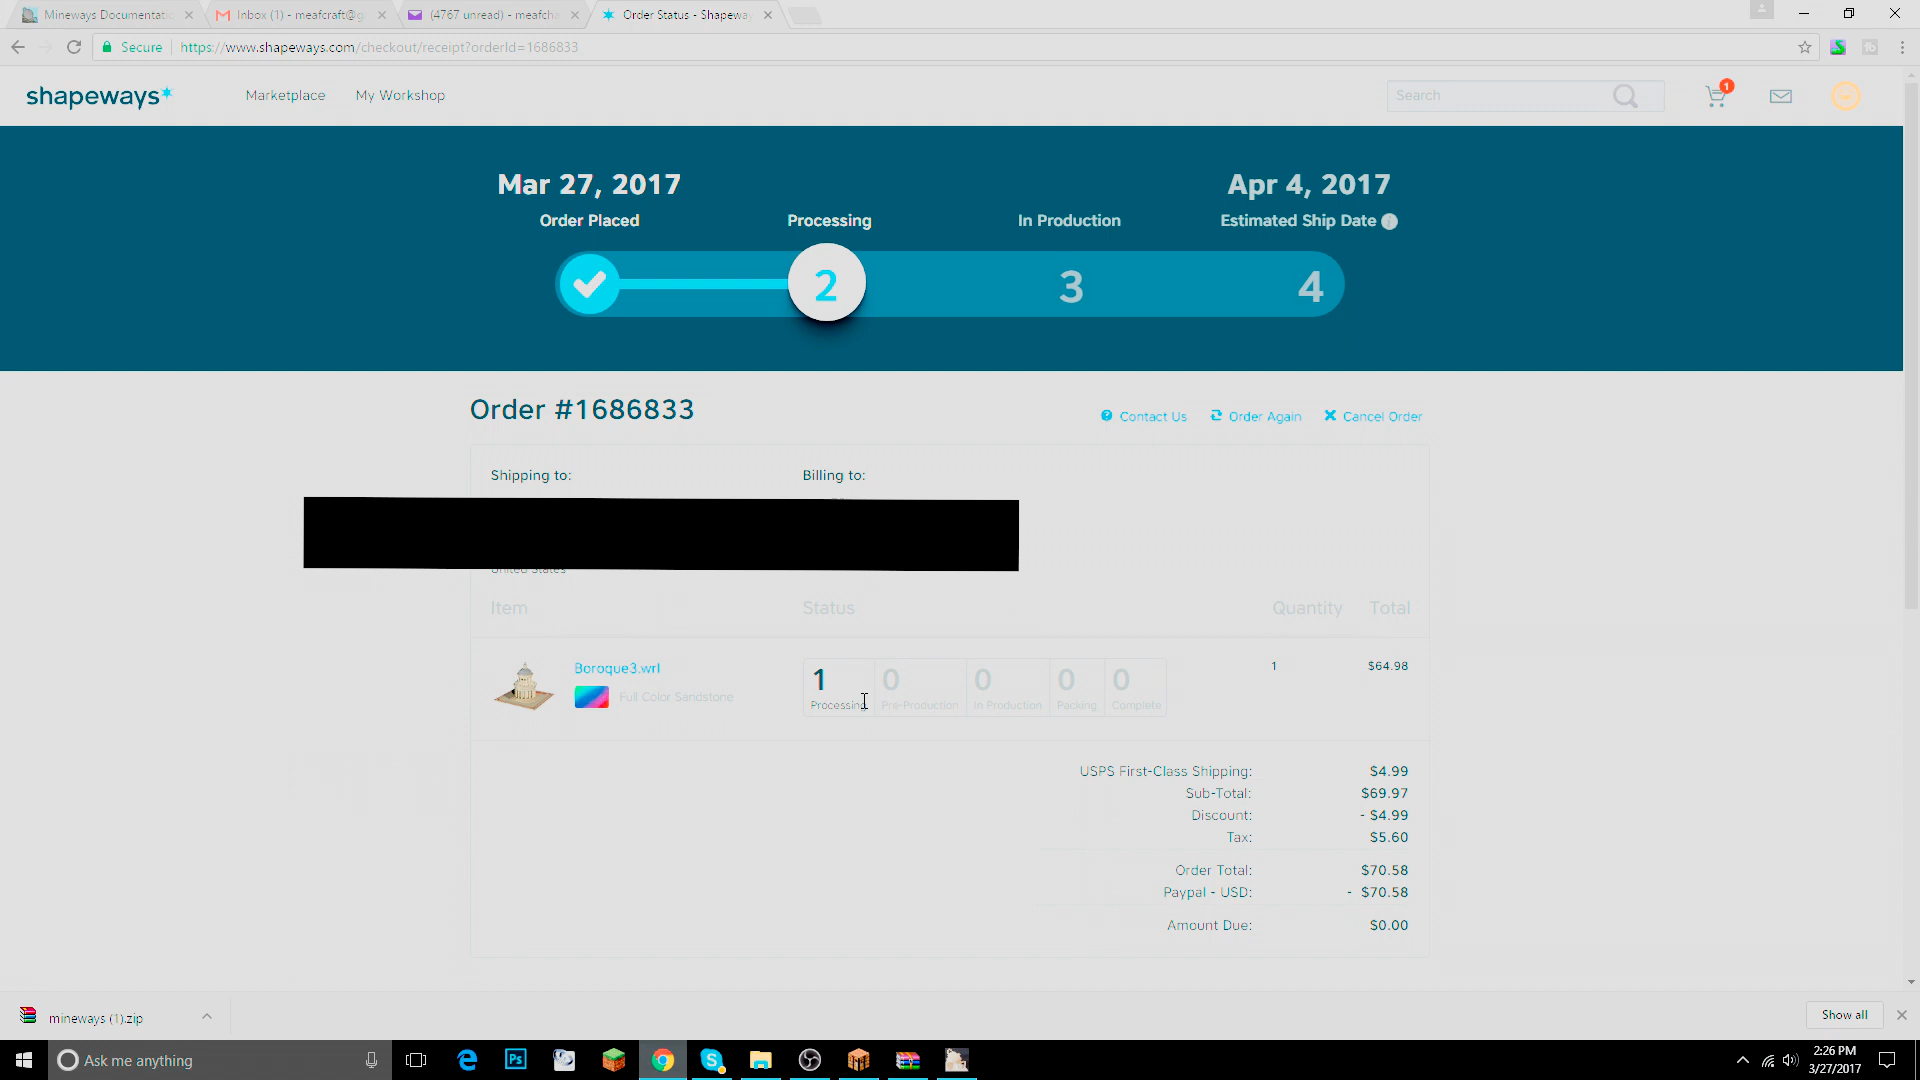 Mineways Documentati
Inbox (1) - meafcraft@g
(4767 unread) - meafcha
Order Status - Shapeway
Secure
https://www.shapeways.com/checkout/receipt?orderId=1686833
shapeways*
Marketplace
My Workshop
Search
1
Mar 27, 2017
Apr 4, 2017
Order Placed
Processing
In Production
Estimated Ship Date
2
3
4
Order #1686833
Contact Us
Order Again
Cancel Order
Shipping to:
Billing to:
United States
Item
Status
Quantity
Total
Boroque3.wrl
Full Color Sandstone
1
0
0
0
0
Processing
Pre-Production
In Production
Packing
Complete
1
$64.98
USPS First-Class Shipping:
$4.99
Sub-Total:
$69.97
Discount:
- $4.99
Tax:
$5.60
Order Total:
$70.58
Paypal - USD:
- $70.58
Amount Due:
$0.00
mineways (1).zip
Show all
Ask me anything
Ps
2:26 PM
3/27/2017